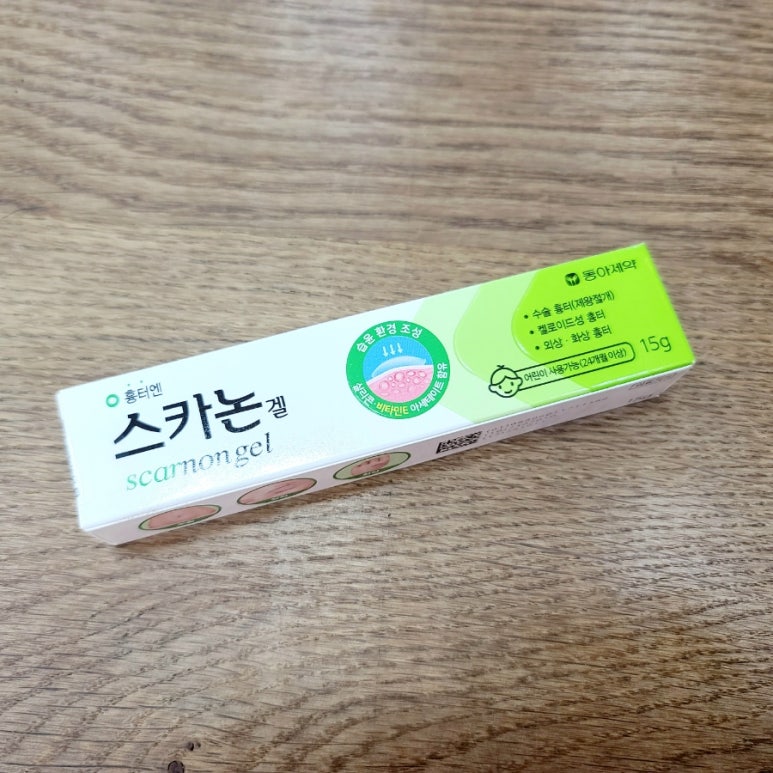 흉터엔
스카논겔
scarnon gel
습윤 환경 조성
실리콘·비타민E 아세테이트 함유
동아제약
• 수술 흉터(제왕절개)
• 켈로이드성 흉터
• 외상·화상 흉터
어린이 사용가능(24개월 이상)
15g